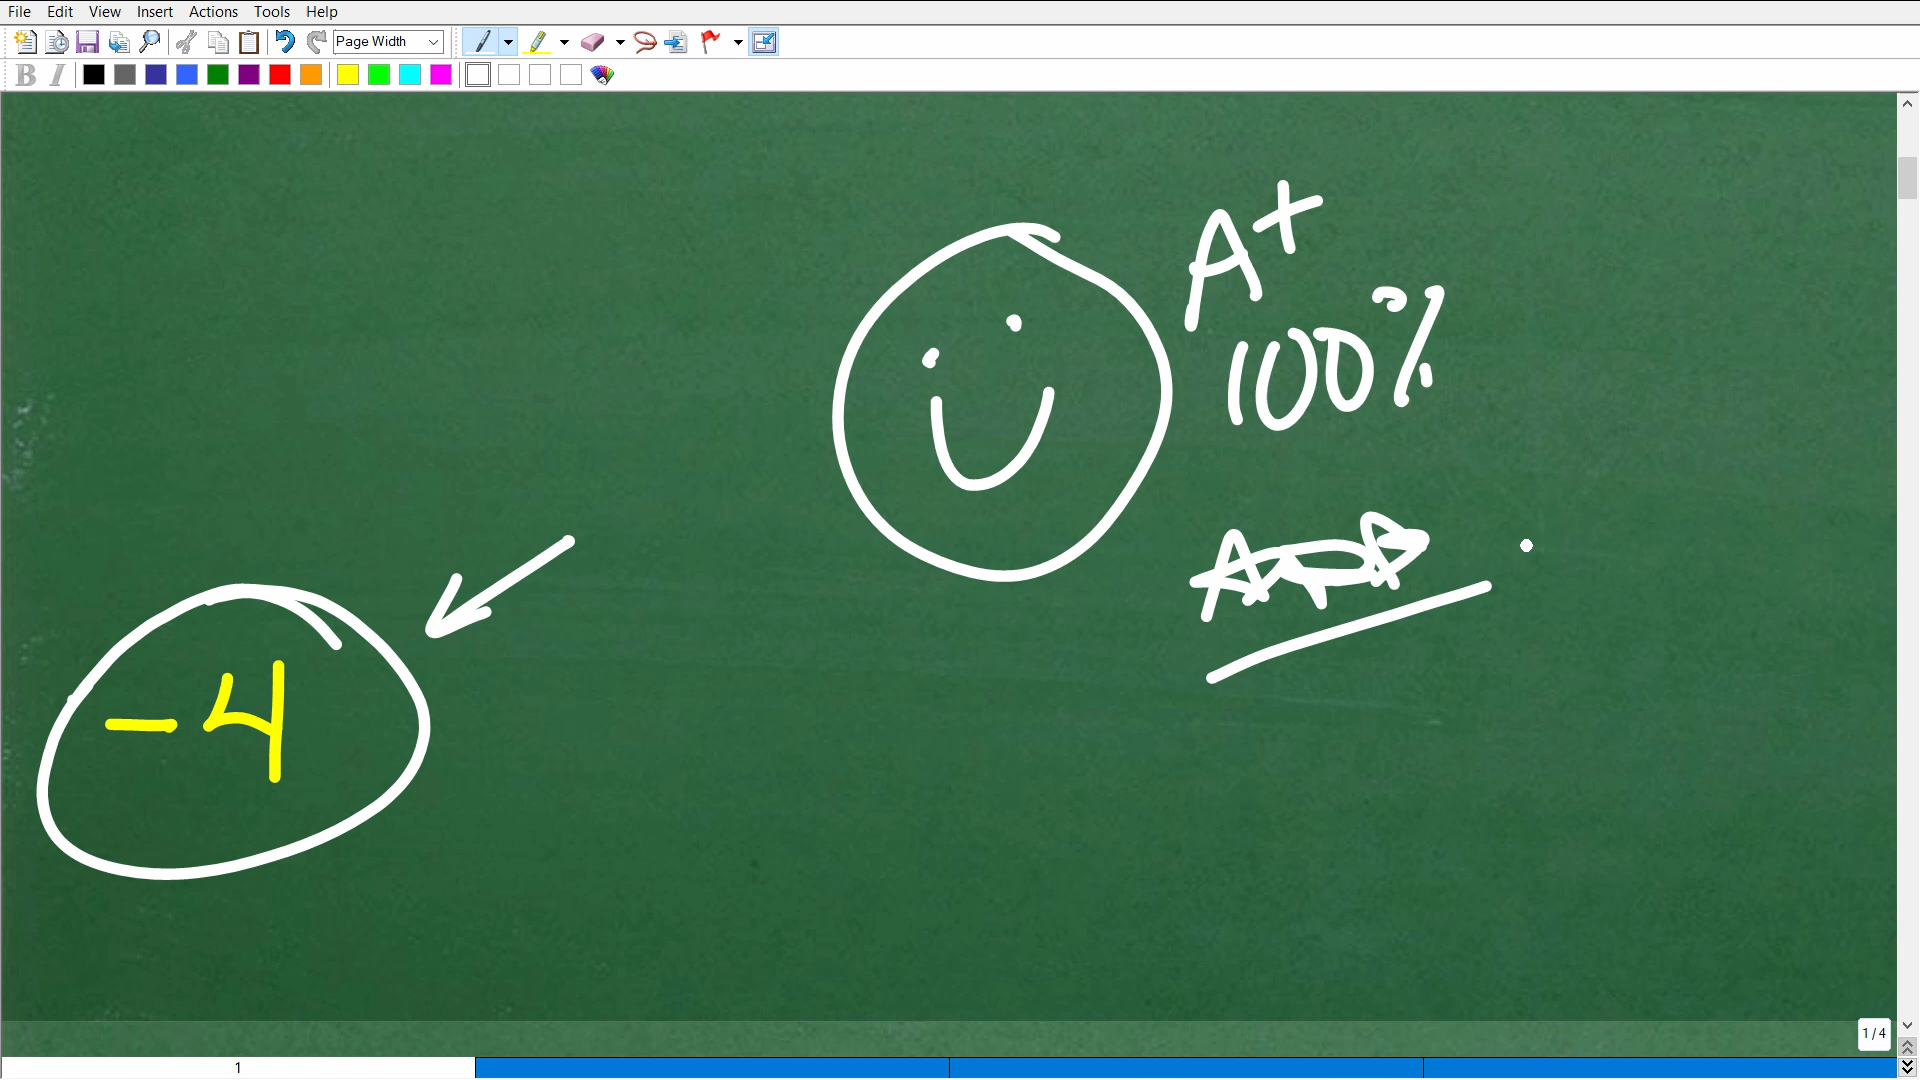 File Edit View Insert Actions Tools Help
Page Width
B I
A+
100%
-4
1/4
1